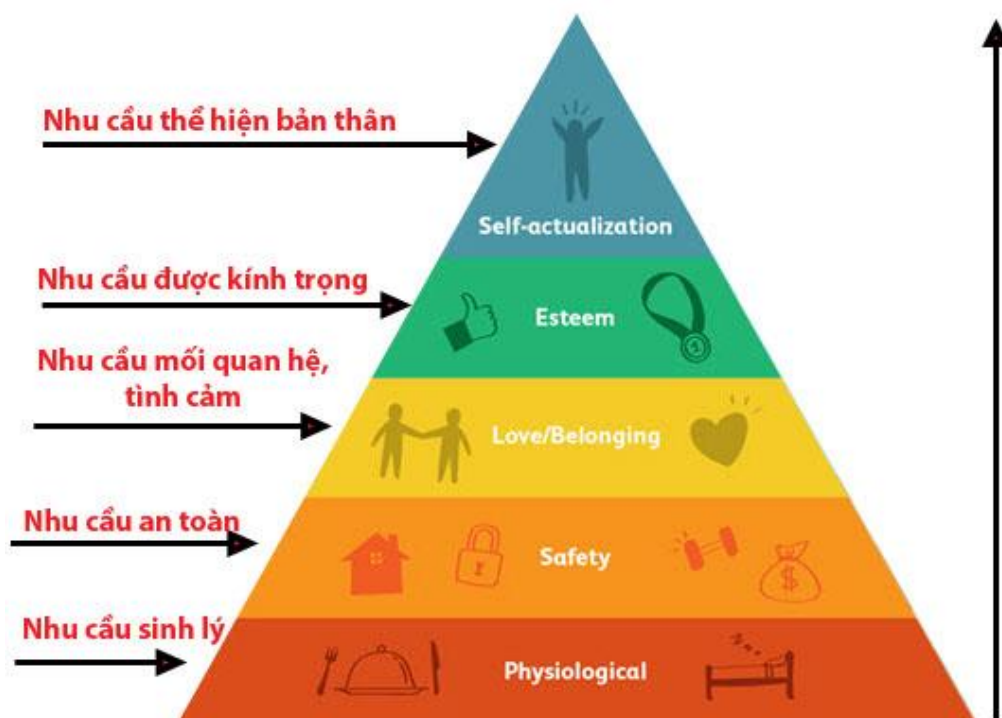 Nhu cầu thể hiện bản thân
Self-actualization
Nhu cầu được kính trọng
Esteem
1
Nhu cầu mối quan hệ,
tình cảm
Love/Belonging
Nhu cầu an toàn
Safety
$
Nhu cầu sinh lý
Physiological